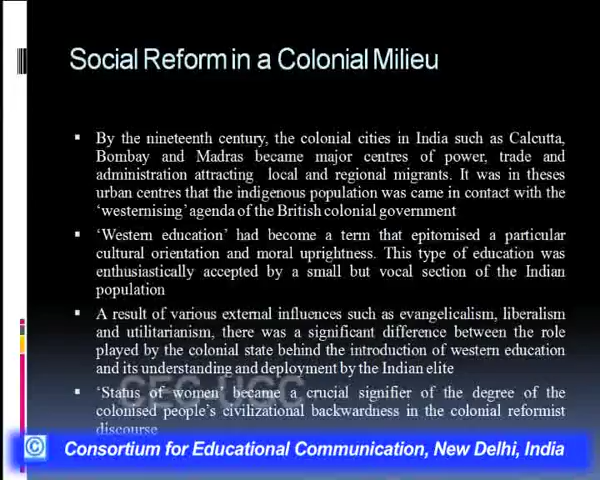 Social Reform in a Colonial Milieu
By the nineteenth century, the colonial cities in India such as Calcutta,
Bombay and Madras became major centres of power, trade and
administration attracting local and regional migrants. It was in theses
urban centres that the indigenous population was came in contact with the
‘westernising’ agenda of the British colonial government
‘Western education’ had become a term that epitomised a particular
cultural orientation and moral uprightness. This type of education was
enthusiastically accepted by a small but vocal section of the Indian
population
A result of various external influences such as evangelicalism, liberalism
and utilitarianism, there was a significant difference between the role
played by the colonial state behind the introduction of western education
and its understanding and deployment by the Indian elite
CEC-UGC
‘Status of women’ became a crucial signifier of the degree of the
colonised people’s civilizational backwardness in the colonial reformist
discourse
© Consortium for Educational Communication, New Delhi, India